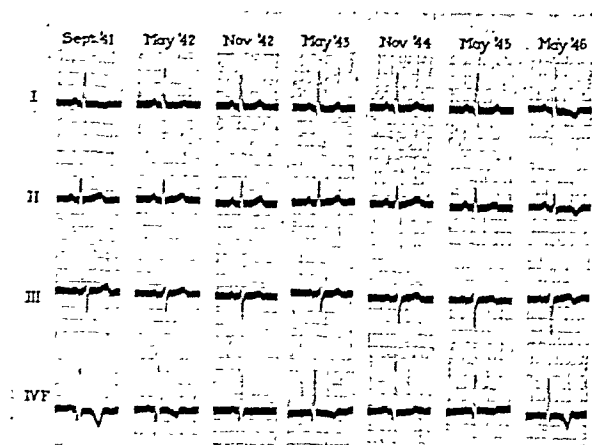 Sept.'41 May '42 Nov '42 May '43 Nov '44 May '45 May '46
I
II
III
IVF